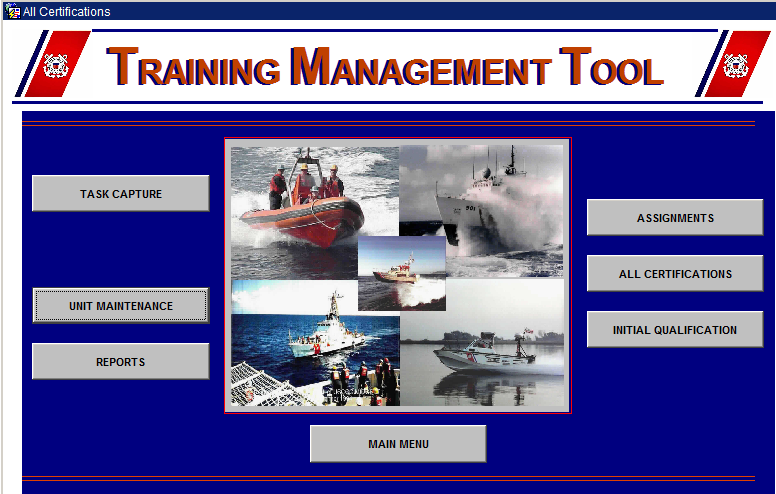 All Certifications
TRAINING MANAGEMENT TOOL
TASK CAPTURE
UNIT MAINTENANCE
REPORTS
ASSIGNMENTS
ALL CERTIFICATIONS
INITIAL QUALIFICATION
MAIN MENU